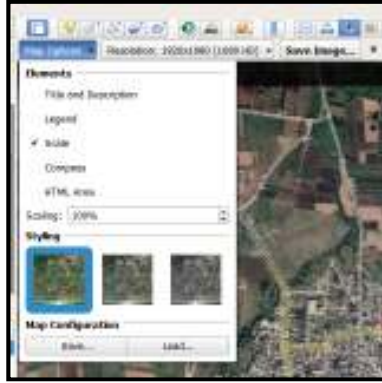 Map Options
Resolution: 1920x1080 (1080 HD)
Save Image...
Elements
Title and Description
Legend
Scale
Compass
HTML Area
Scaling: 100%
Styling
Map Configuration
Save...
Load...